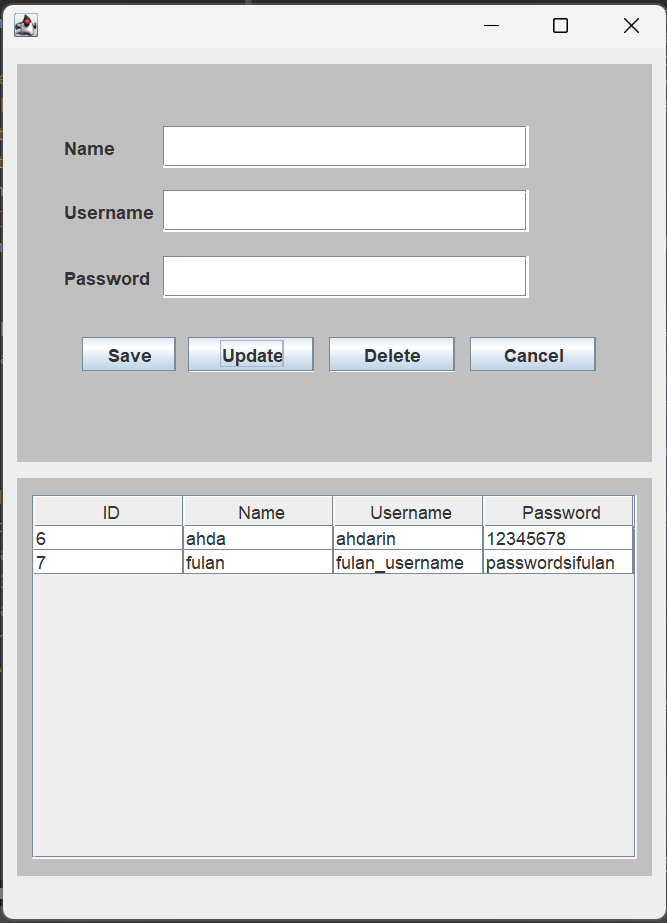 Name
Username
Password
Save Update Delete Cancel
ID Name Username Password
6 ahda ahdarin 12345678
7 fulan fulan_username passwordsifulan